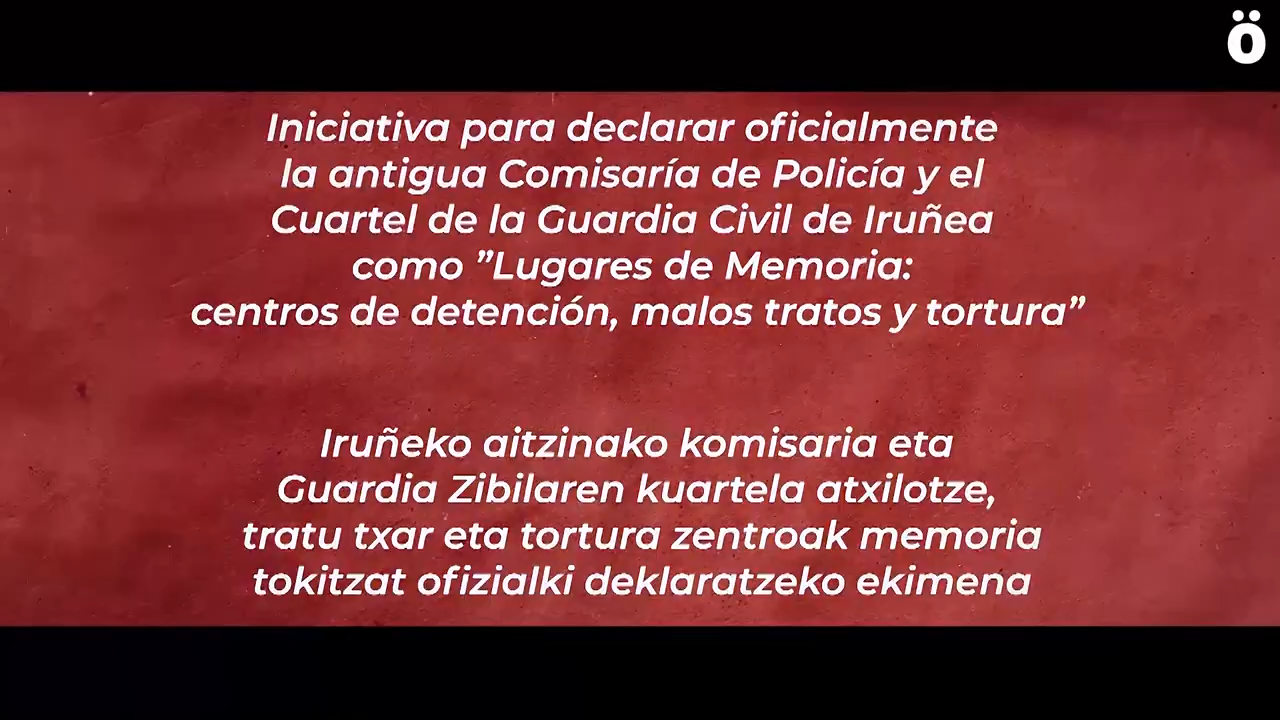 ö
Iniciativa para declarar oficialmente
la antigua Comisaría de Policía y el
Cuartel de la Guardia Civil de Iruñea
como ”Lugares de Memoria:
centros de detención, malos tratos y tortura”
Iruñeko aitzinako komisaria eta
Guardia Zibilaren kuartela atxilotze,
tratu txar eta tortura zentroak memoria
tokitzat ofizialki deklaratzeko ekimena